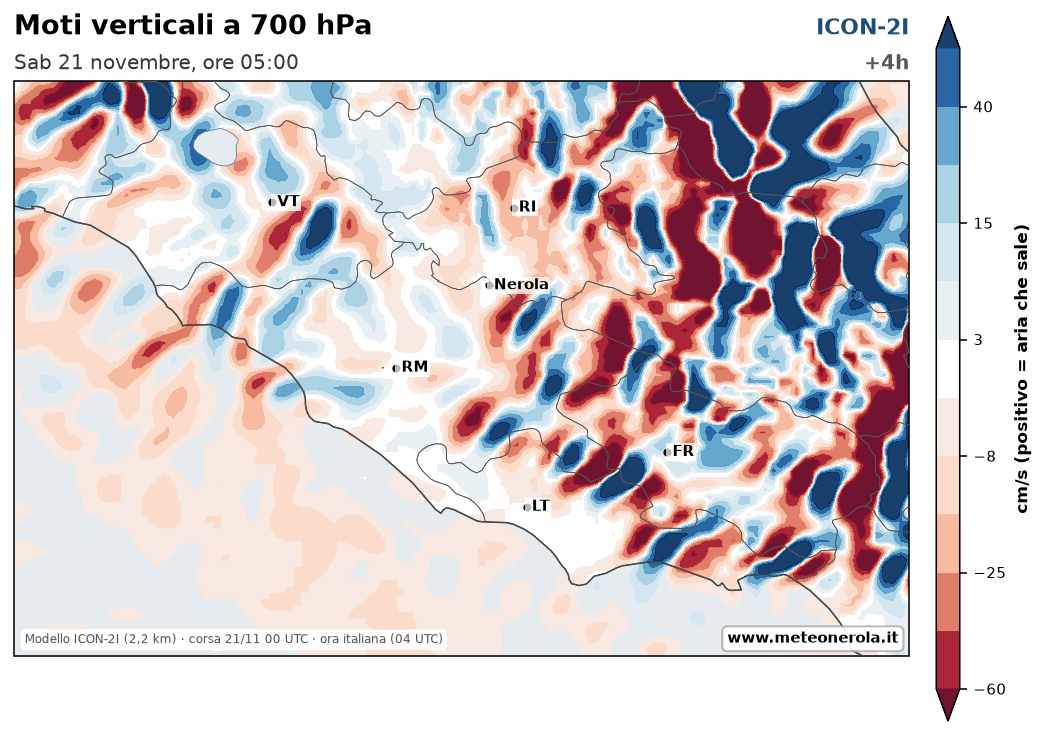 Moti verticali a 700 hPa
ICON-2I
Sab 21 novembre, ore 05:00
+4h
VT
RI
Nerola
RM
FR
LT
40
15
3
−8
−25
−60
cm/s (positivo = aria che sale)
Modello ICON-2I (2,2 km) · corsa 21/11 00 UTC · ora italiana (04 UTC)
www.meteonerola.it